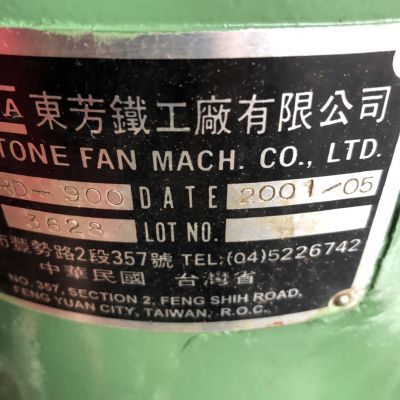 A 東芳鐵工廠有限公司
TONE FAN MACH. CO., LTD.
RD-900 DATE 2001/05
3628 LOT NO.
市豐勢路2段357號 TEL:(04)5226742
中華民國 台灣省
NO. 357, SECTION 2, FENG SHIH ROAD,
FENG YUAN CITY, TAIWAN, R.O.C.